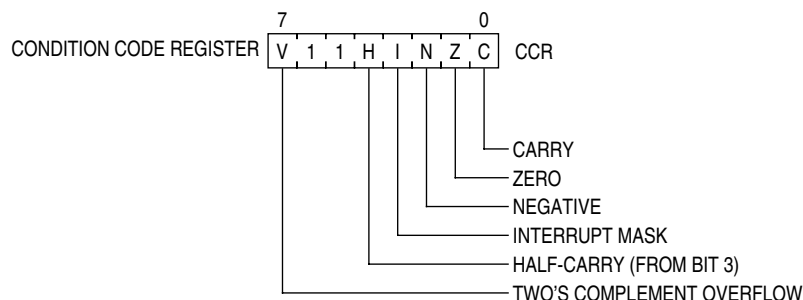 7 0
CONDITION CODE REGISTER V 1 1 H I N Z C CCR
CARRY
ZERO
NEGATIVE
INTERRUPT MASK
HALF-CARRY (FROM BIT 3)
TWO'S COMPLEMENT OVERFLOW